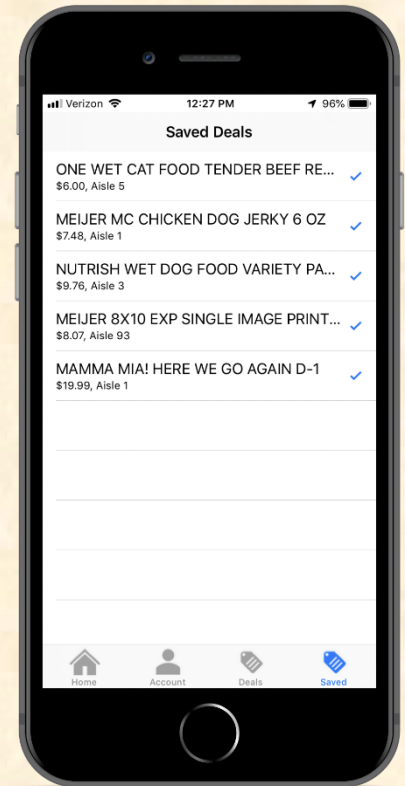 Verizon 12:27 PM 96%
Saved Deals
ONE WET CAT FOOD TENDER BEEF RE...
$6.00, Aisle 5
MEIJER MC CHICKEN DOG JERKY 6 OZ
$7.48, Aisle 1
NUTRISH WET DOG FOOD VARIETY PA...
$9.76, Aisle 3
MEIJER 8X10 EXP SINGLE IMAGE PRINT...
$8.07, Aisle 93
MAMMA MIA! HERE WE GO AGAIN D-1
$19.99, Aisle 1
Home Account Deals Saved